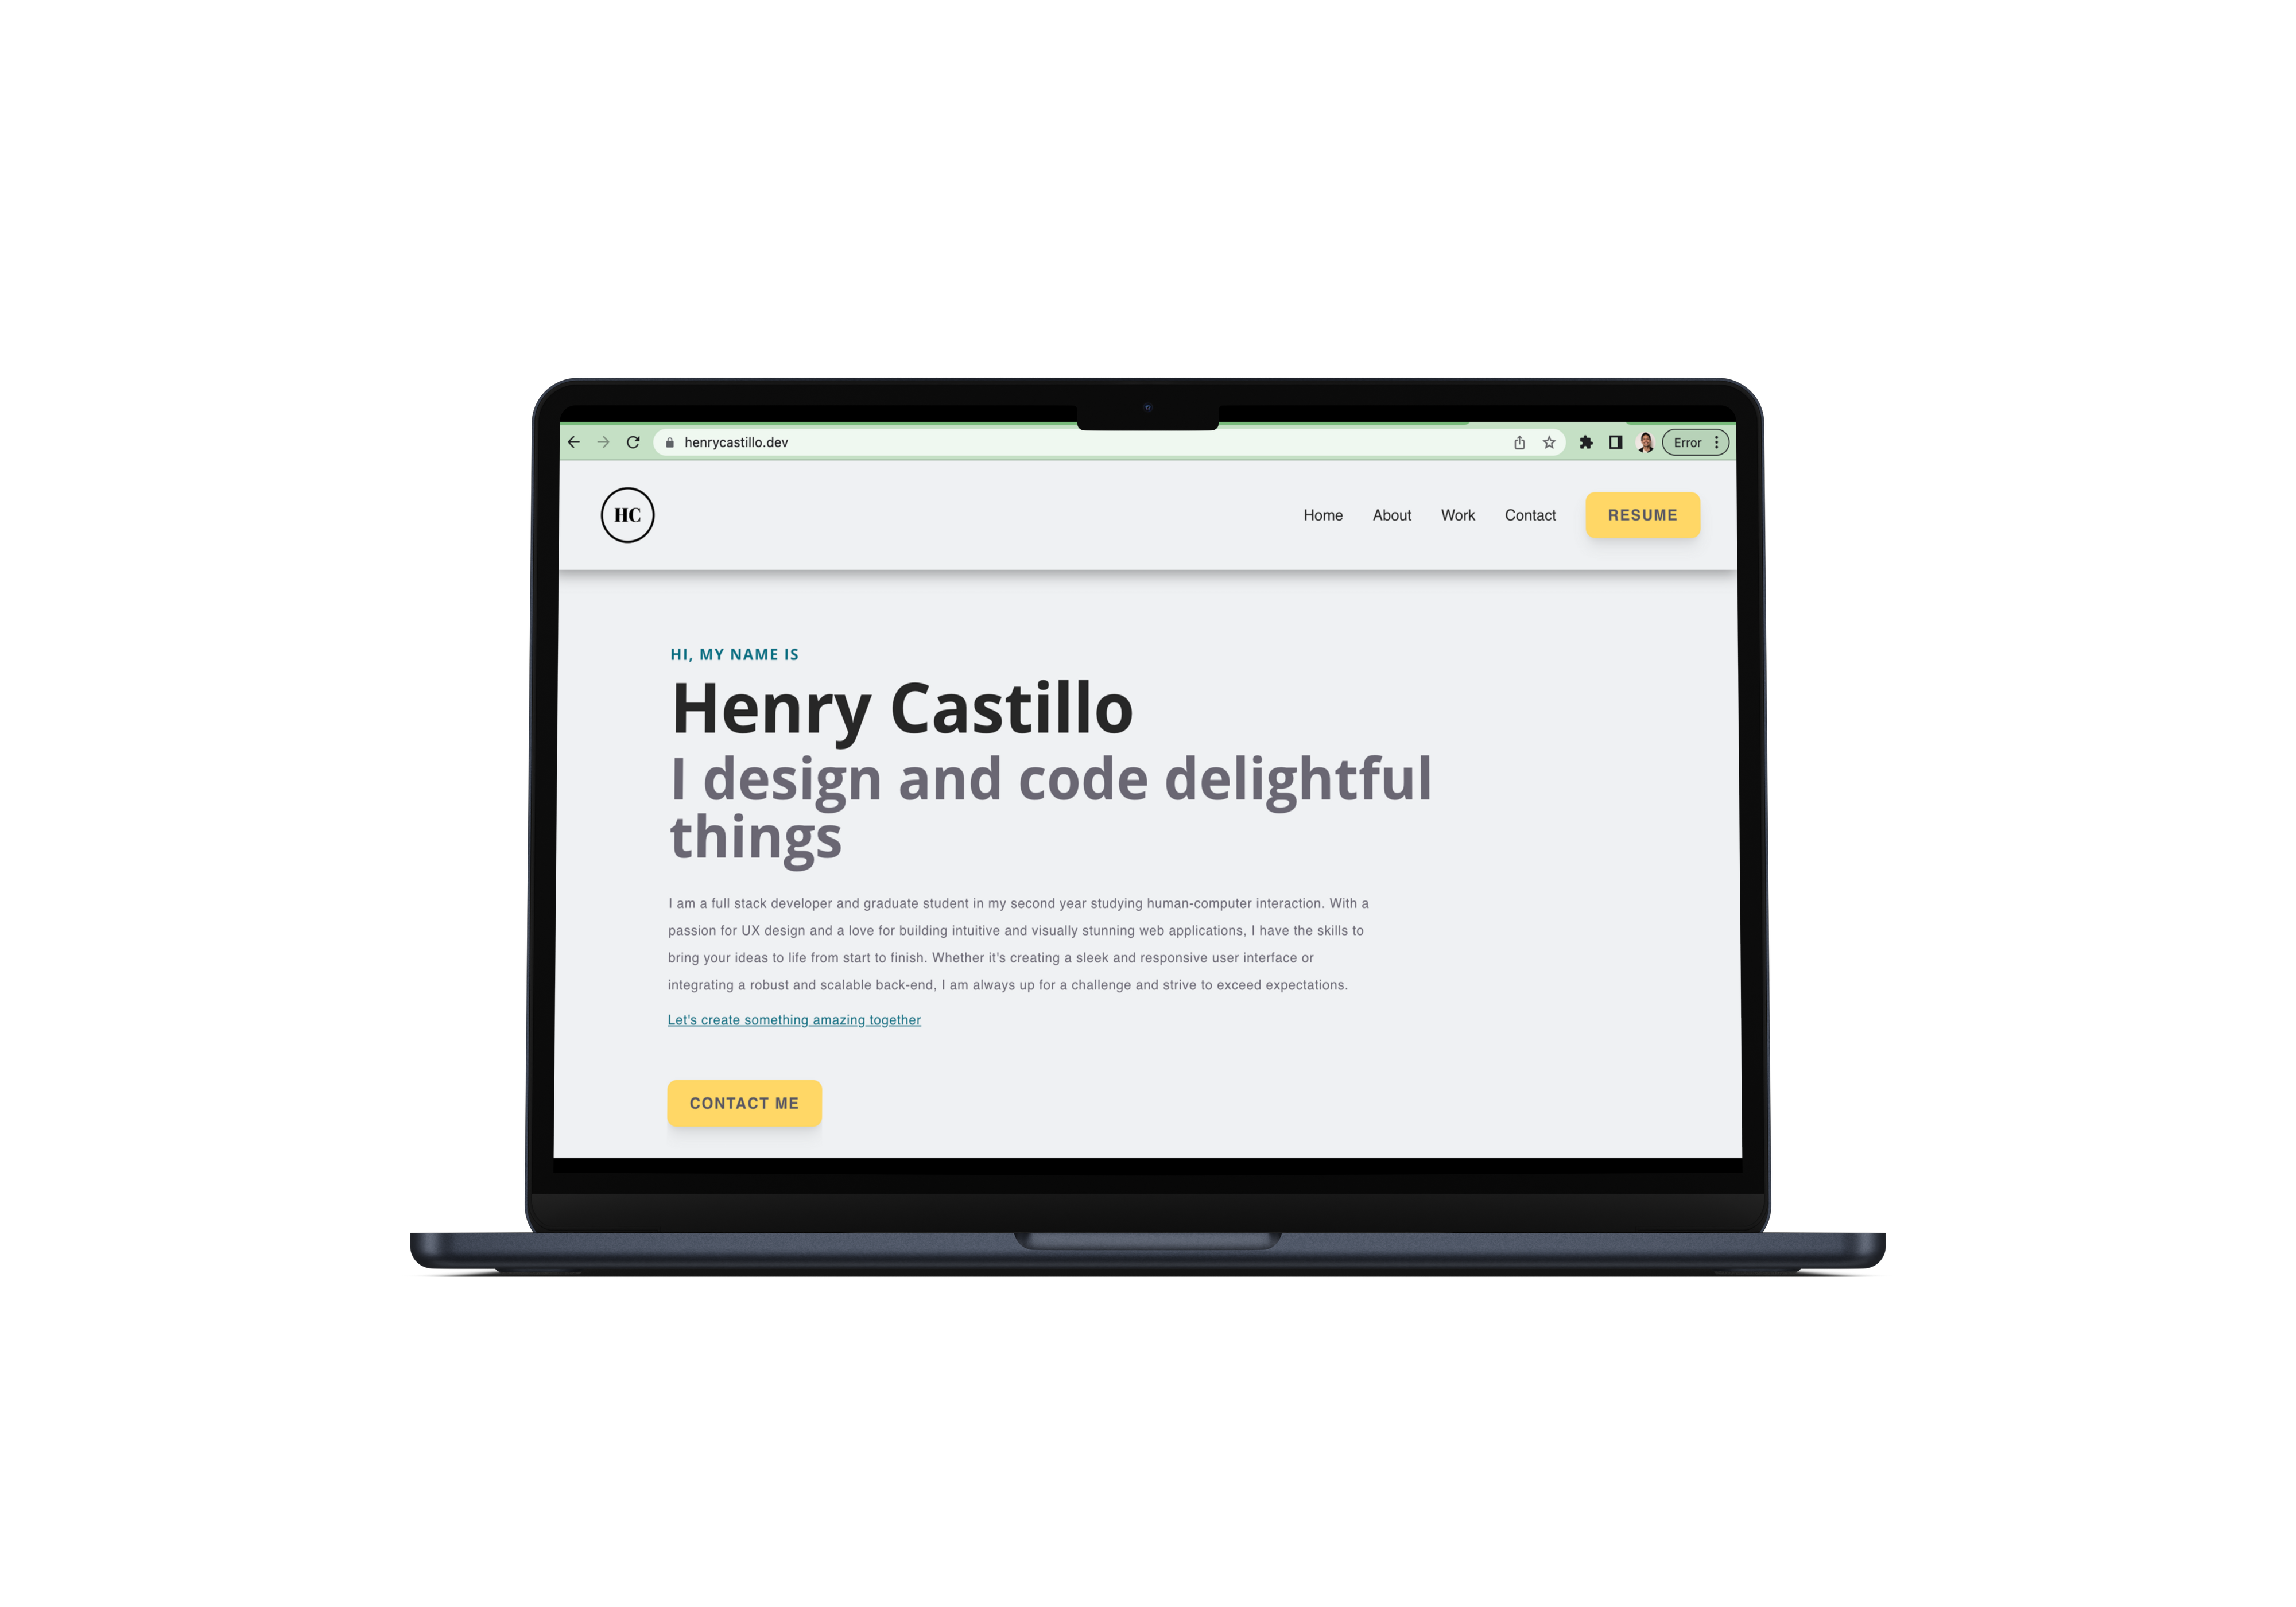 henrycastillo.dev
Error
HC
Home
About
Work
Contact
RESUME
HI, MY NAME IS
Henry Castillo
I design and code delightful
things
I am a full stack developer and graduate student in my second year studying human-computer interaction. With a
passion for UX design and a love for building intuitive and visually stunning web applications, I have the skills to
bring your ideas to life from start to finish. Whether it's creating a sleek and responsive user interface or
integrating a robust and scalable back-end, I am always up for a challenge and strive to exceed expectations.
Let's create something amazing together
CONTACT ME